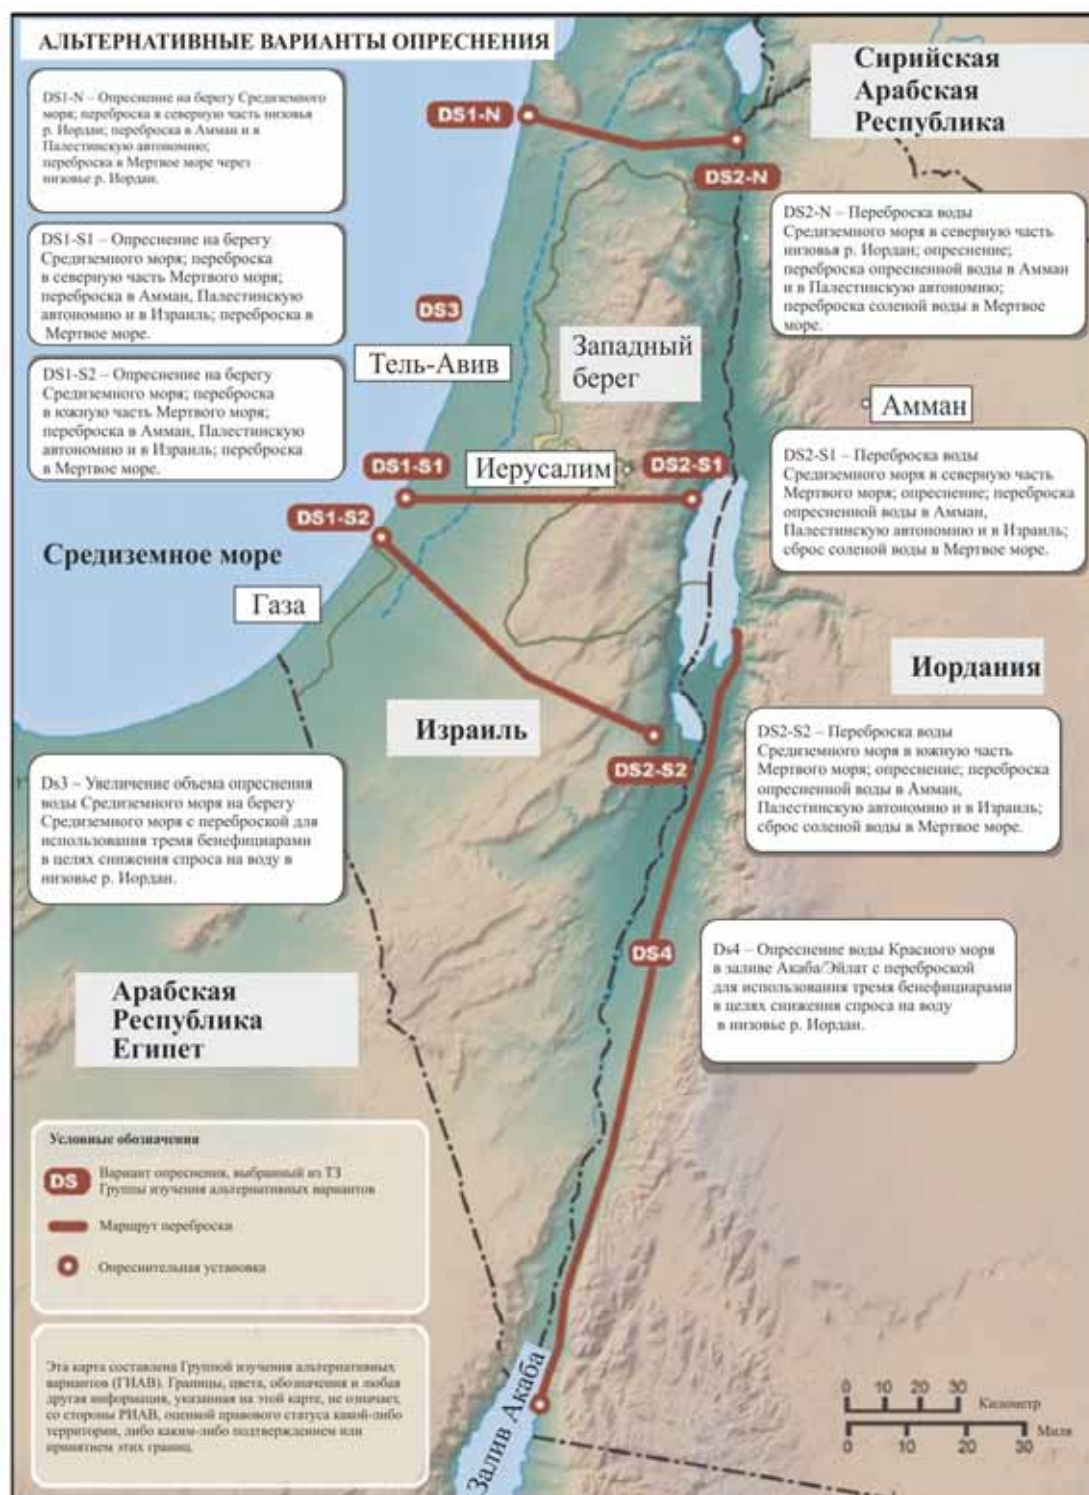 АЛЬТЕРНАТИВНЫЕ ВАРИАНТЫ ОПРЕСНЕНИЯ
DS1-N – Опреснение на берегу Средиземного
моря; переброска в северную часть низовья
р. Иордан; переброска в Амман и в
Палестинскую автономию;
переброска в Мертвое море через
низовье р. Иордан.
DS1-S1 – Опреснение на берегу
Средиземного моря; переброска
в северную часть Мертвого моря;
переброска в Амман, Палестинскую
автономию и в Израиль; переброска в
Мертвое море.
DS1-S2 – Опреснение на берегу
Средиземного моря; переброска
в южную часть Мертвого моря;
переброска в Амман, Палестинскую
автономию и в Израиль; переброска
в Мертвое море.
DS1-N
DS2-N
Сирийская
Арабская
Республика
DS2-N – Переброска воды
Средиземного моря в северную часть
низовья р. Иордан; опреснение;
переброска опресненной воды в Амман
и в Палестинскую автономию;
переброска соленой воды в Мертвое
море.
DS3
Тель-Авив
Западный
берег
Амман
DS1-S1
Иерусалим
DS2-S1
DS1-S2
DS2-S1 – Переброска воды
Средиземного моря в северную часть
Мертвого моря; опреснение; переброска
опресненной воды в Амман,
Палестинскую автономию и в Израиль;
сброс соленой воды в Мертвое море.
Средиземное море
Газа
Израиль
Иордания
DS2-S2
DS2-S2 – Переброска воды
Средиземного моря в южную часть
Мертвого моря; опреснение; переброска
опресненной воды в Амман,
Палестинскую автономию и в Израиль;
сброс соленой воды в Мертвое море.
Ds3 – Увеличение объема опреснения
воды Средиземного моря на берегу
Средиземного моря с переброской для
использования тремя бенефициарами
в целях снижения спроса на воду в
низовье р. Иордан.
DS4
Ds4 – Опреснение воды Красного моря
в заливе Акаба/Эйлат с переброской
для использования тремя бенефициарами
в целях снижения спроса на воду
в низовье р. Иордан.
Арабская
Республика
Египет
Условные обозначения
DS
Вариант опреснения, выбранный из ТЗ
Группы изучения альтернативных вариантов
Маршрут переброски
Опреснительная установка
Эта карта составлена Группой изучения альтернативных
вариантов (ГИАВ). Границы, цвета, обозначения и любая
другая информация, указанная на этой карте, не означает,
со стороны РИАВ, оценкой правового статуса какой-либо
территории, либо каким-либо подтверждением или
принятием этих границ.
Залив Акаба
0 10 20 30
Километр
Миля
0 10 20 30